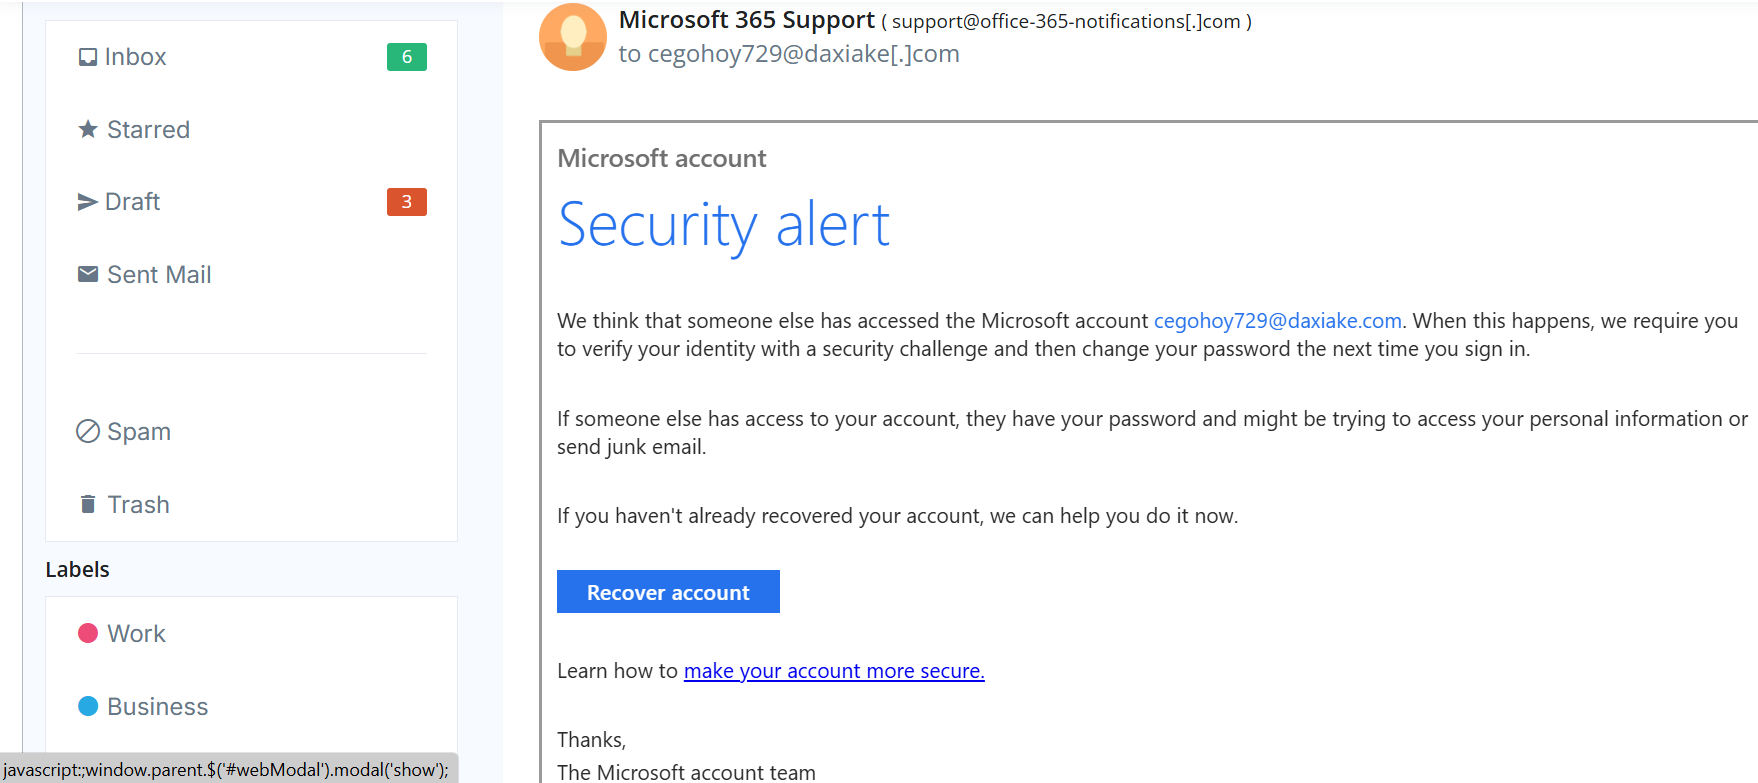 Inbox 6
Starred
Draft 3
Sent Mail
Spam
Trash
Labels
Work
Business
javascript:;window.parent.$('#webModal').modal('show');
Microsoft 365 Support ( support@office-365-notifications[.]com )
to cegohoy729@daxiake[.]com
Microsoft account
Security alert
We think that someone else has accessed the Microsoft account cegohoy729@daxiake.com. When this happens, we require you
to verify your identity with a security challenge and then change your password the next time you sign in.
If someone else has access to your account, they have your password and might be trying to access your personal information or
send junk email.
If you haven't already recovered your account, we can help you do it now.
Recover account
Learn how to make your account more secure.
Thanks,
The Microsoft account team